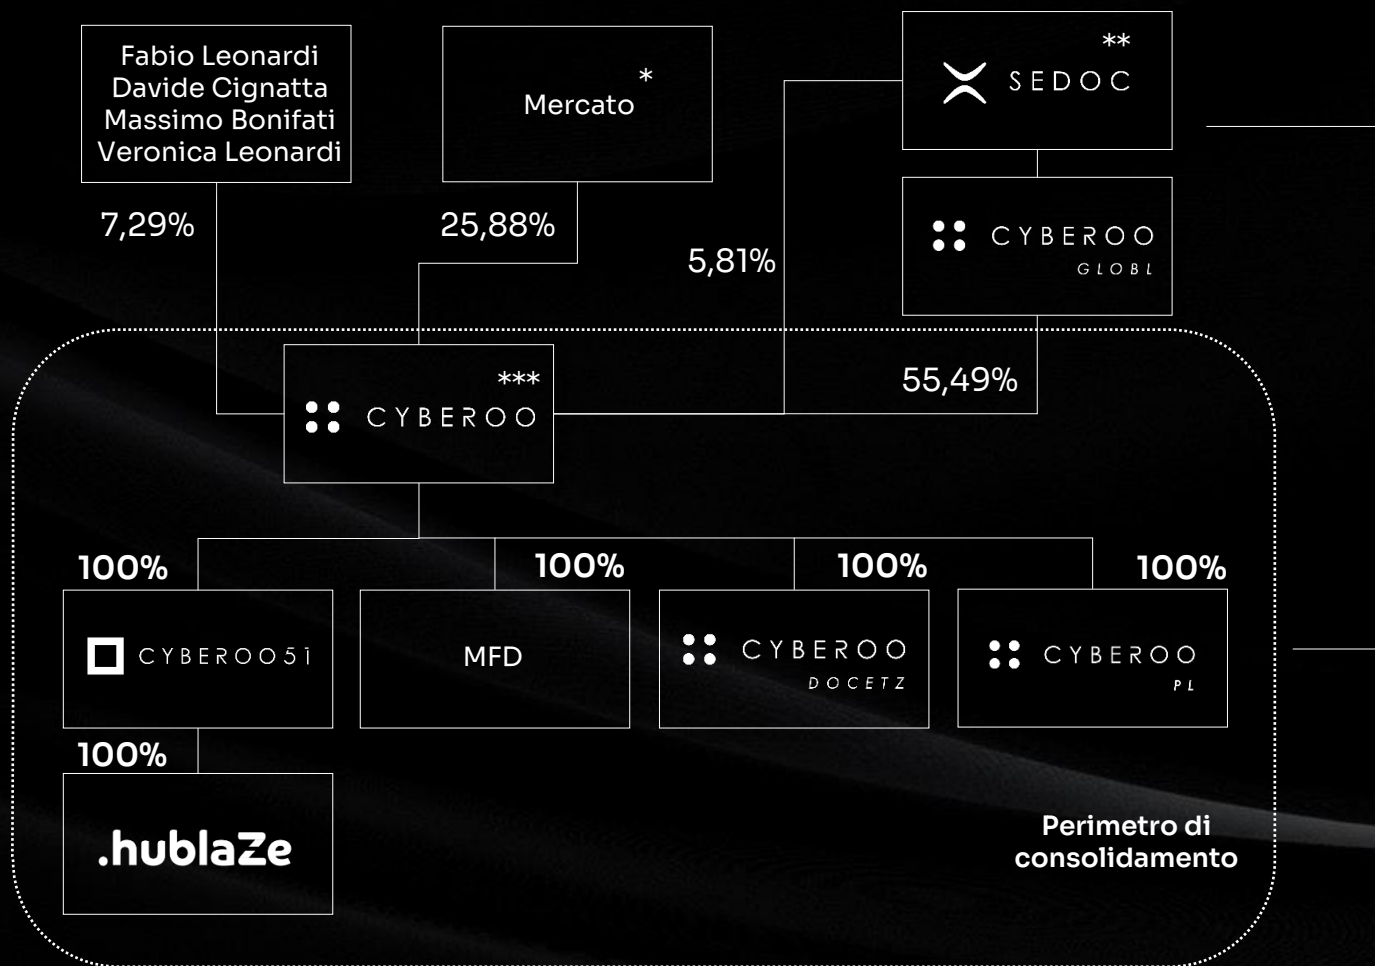 Fabio Leonardi
Davide Cignatta
Massimo Bonifati
Veronica Leonardi
*
Mercato
**
SEDOC
7,29%
25,88%
5,81%
CYBEROO
GLOBL
55,49%
***
CYBEROO
100%
100%
100%
100%
CYBEROO51
MFD
CYBEROO
DOCETZ
CYBEROO
PL
100%
.hublaZe
Perimetro di
consolidamento